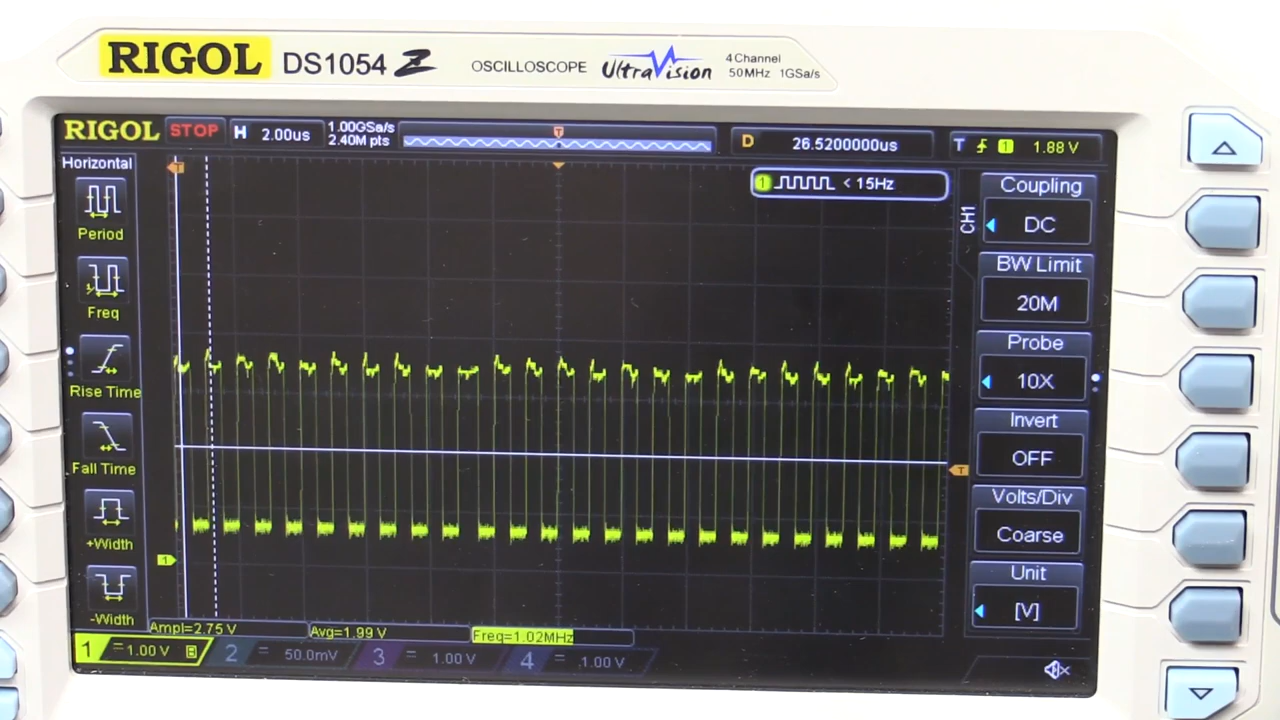 RIGOL DS1054 Z OSCILLOSCOPE UltraVision 4 Channel
50MHz 1GSa/s
RIGOL STOP H 2.00us 1.00GSa/s
2.40M pts
T
D 26.5200000us T 1 1.88 V
Horizontal
Period
Freq
Rise Time
Fall Time
+Width
-Width
T
1 < 15Hz
T
1
CH1
Coupling
DC
BW Limit
20M
Probe
10X
Invert
OFF
Volts/Div
Coarse
Unit
[V]
Ampl=2.75 V Avg=1.99 V Freq=1.02MHz
1 = 1.00 V B 2 = 50.0mV 3 = 1.00 V 4 = 1.00 V